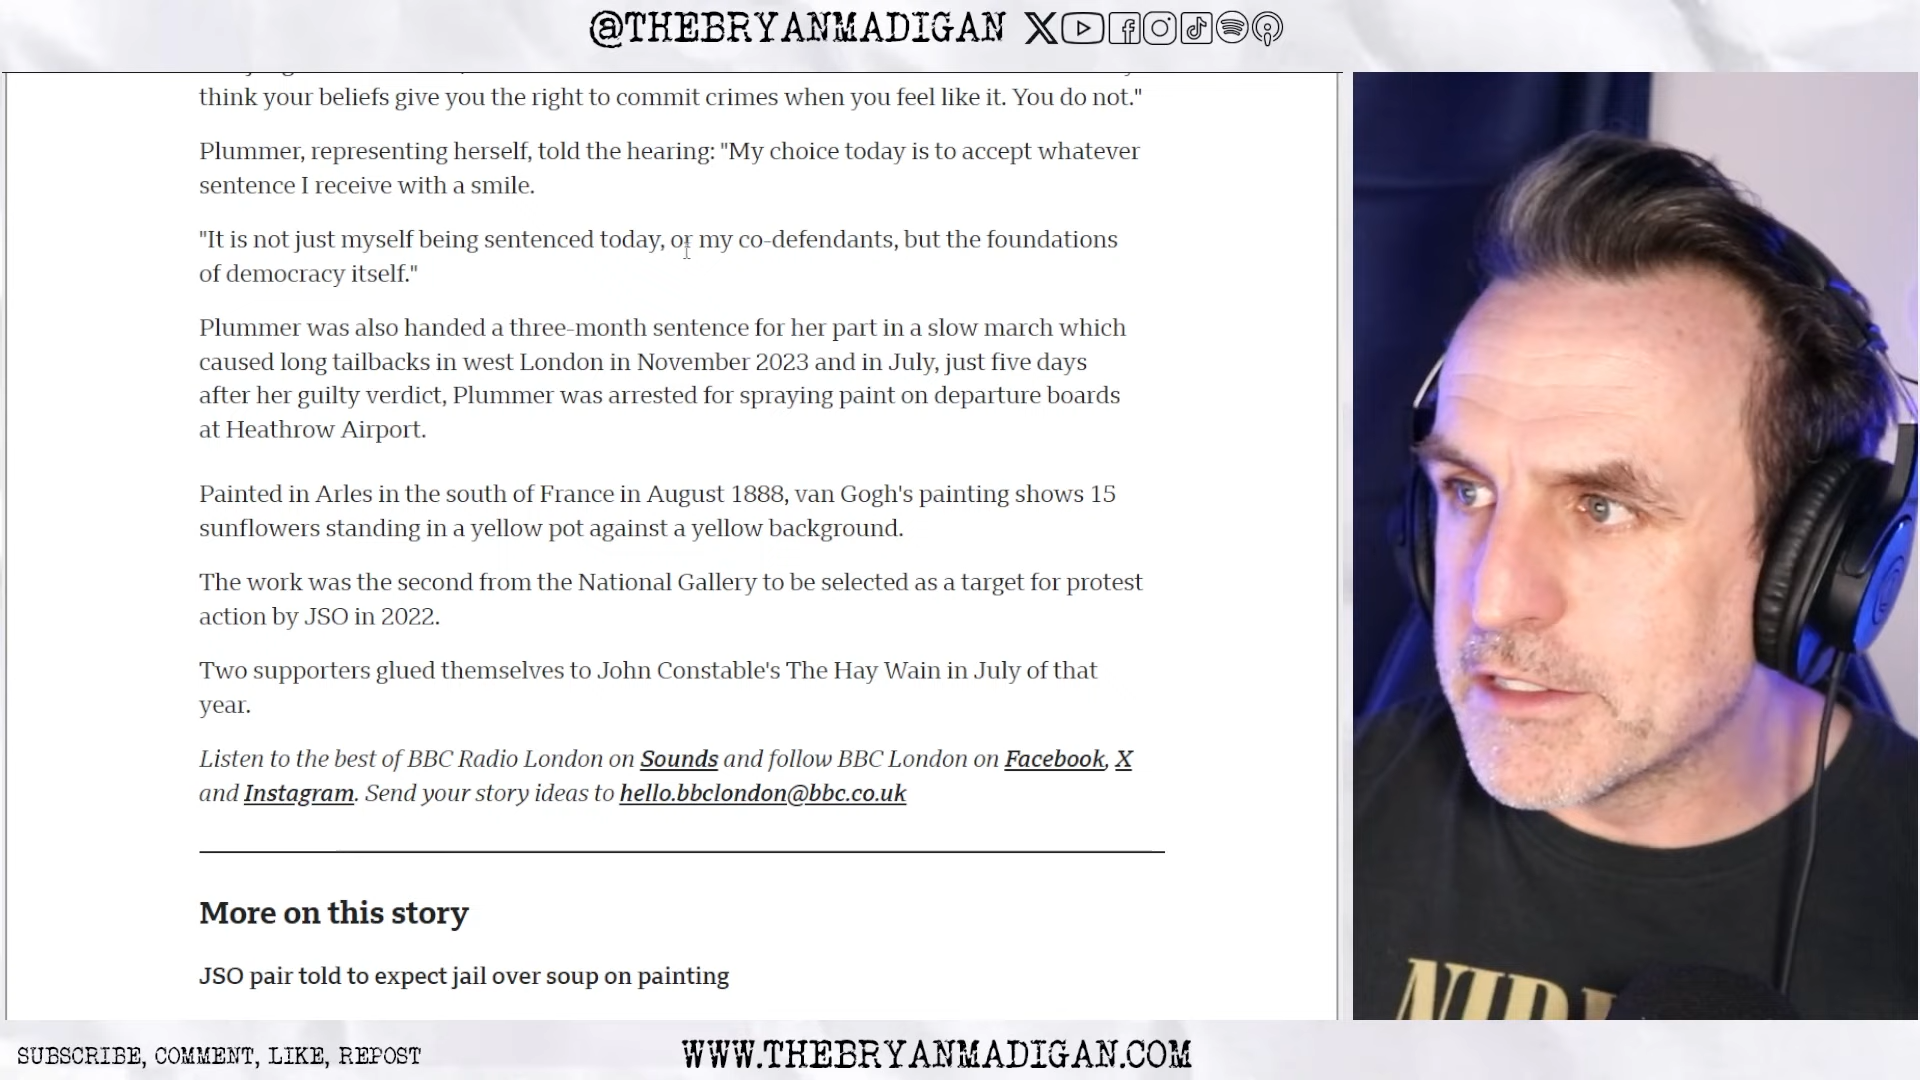 @THEBRYANMADIGAN
think your beliefs give you the right to commit crimes when you feel like it. You do not."
Plummer, representing herself, told the hearing: "My choice today is to accept whatever
sentence I receive with a smile.
"It is not just myself being sentenced today, or my co-defendants, but the foundations
of democracy itself."
Plummer was also handed a three-month sentence for her part in a slow march which
caused long tailbacks in west London in November 2023 and in July, just five days
after her guilty verdict, Plummer was arrested for spraying paint on departure boards
at Heathrow Airport.
Painted in Arles in the south of France in August 1888, van Gogh's painting shows 15
sunflowers standing in a yellow pot against a yellow background.
The work was the second from the National Gallery to be selected as a target for protest
action by JSO in 2022.
Two supporters glued themselves to John Constable's The Hay Wain in July of that
year.
Listen to the best of BBC Radio London on Sounds and follow BBC London on Facebook, X
and Instagram. Send your story ideas to hello.bbclondon@bbc.co.uk
More on this story
JSO pair told to expect jail over soup on painting
SUBSCRIBE, COMMENT, LIKE, REPOST
WWW.THEBRYANMADIGAN.COM